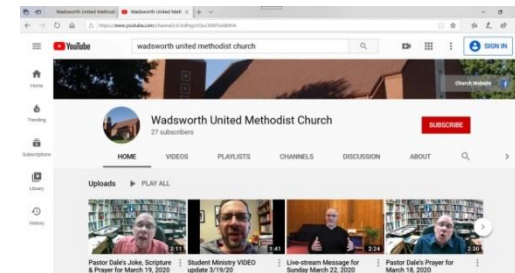 Wadsworth United Methodi
Wadsworth United Meth
wadsworth united methodist church
YouTube
SIGN IN
Home
Trending
Subscriptions
Library
History
Church Website
Wadsworth United Methodist Church
27 subscribers
SUBSCRIBE
HOME
VIDEOS
PLAYLISTS
CHANNELS
DISCUSSION
ABOUT
Uploads
PLAY ALL
2:11
1:41
2:24
2:30
Pastor Dale's Joke, Scripture
& Prayer for March 19, 2020
Student Ministry VIDEO
update 3/19/20
Live-stream Message for
Sunday March 22, 2020
Pastor Dale's Prayer for
March 18, 2020